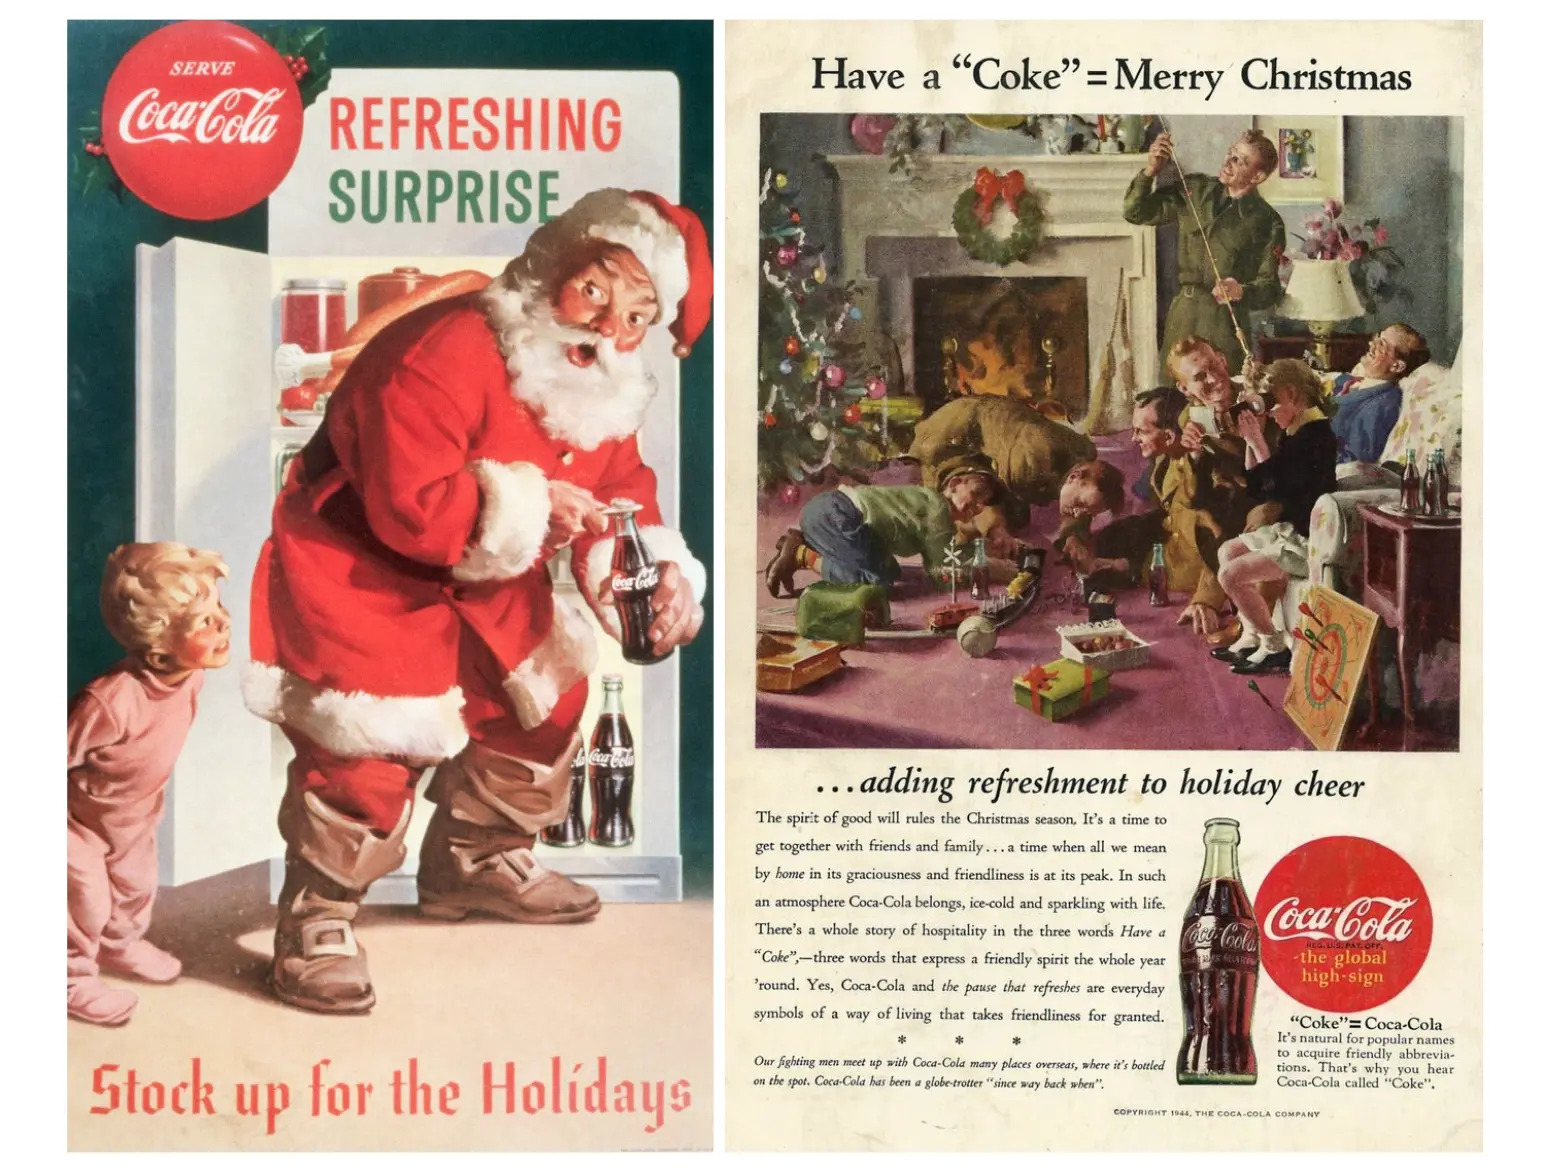 SERVE
Coca-Cola
REFRESHING
SURPRISE
Coca-Cola
Coca-Cola
Stock up for the Holidays
Have a “Coke” = Merry Christmas
...adding refreshment to holiday cheer
The spirit of good will rules the Christmas season. It's a time to
get together with friends and family...a time when all we mean
by home in its graciousness and friendliness is at its peak. In such
an atmosphere Coca-Cola belongs, ice-cold and sparkling with life.
There's a whole story of hospitality in the three words Have a
“Coke”,—three words that express a friendly spirit the whole year
'round. Yes, Coca-Cola and the pause that refreshes are everyday
symbols of a way of living that takes friendliness for granted.
* * *
Our fighting men meet up with Coca-Cola many places overseas, where it's bottled
on the spot. Coca-Cola has been a globe-trotter “since way back when”.
Coca-Cola
Coca-Cola
REG. U.S. PAT. OFF.
-the global
high-sign
“Coke” = Coca-Cola
It's natural for popular names
to acquire friendly abbrevia-
tions. That's why you hear
Coca-Cola called “Coke”.
COPYRIGHT 1944, THE COCA-COLA COMPANY